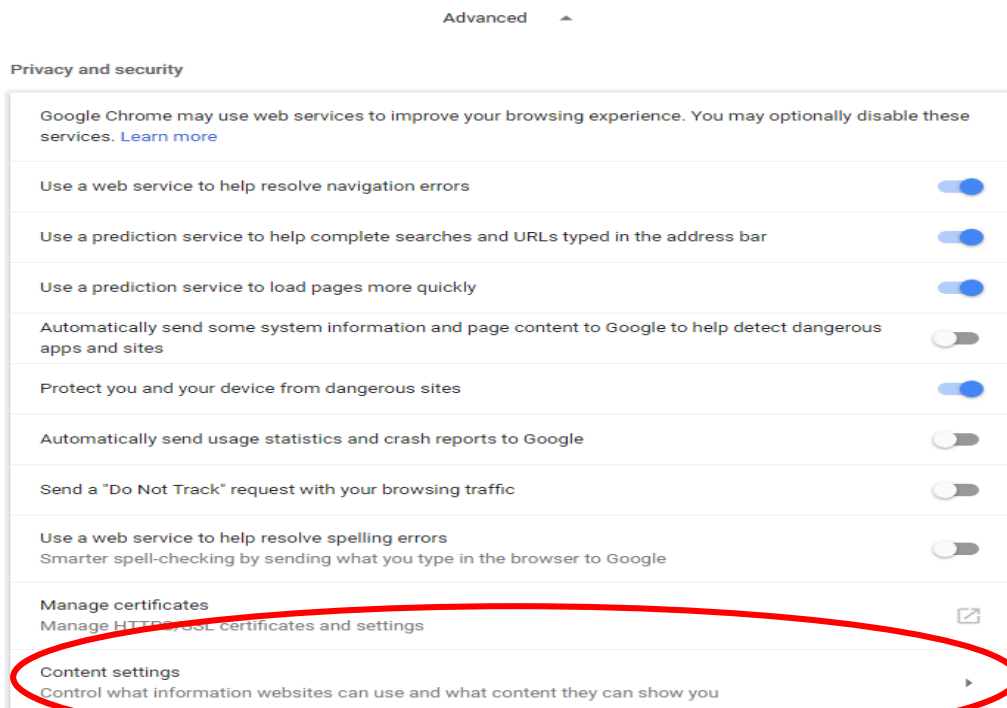 Advanced
Privacy and security
Google Chrome may use web services to improve your browsing experience. You may optionally disable these
services. Learn more
Use a web service to help resolve navigation errors
Use a prediction service to help complete searches and URLs typed in the address bar
Use a prediction service to load pages more quickly
Automatically send some system information and page content to Google to help detect dangerous
apps and sites
Protect you and your device from dangerous sites
Automatically send usage statistics and crash reports to Google
Send a "Do Not Track" request with your browsing traffic
Use a web service to help resolve spelling errors
Smarter spell-checking by sending what you type in the browser to Google
Manage certificates
Manage HTTPS/SSL certificates and settings
Content settings
Control what information websites can use and what content they can show you